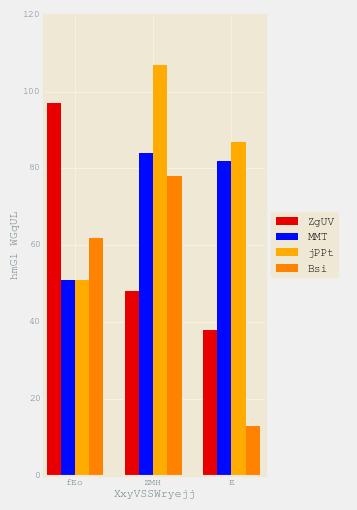 120
100
80
60
40
20
0
hmGl WGqUL
fEo
ZMH
E
XxyVSSWryejj
ZgUV
MMT
jPPt
Bsi